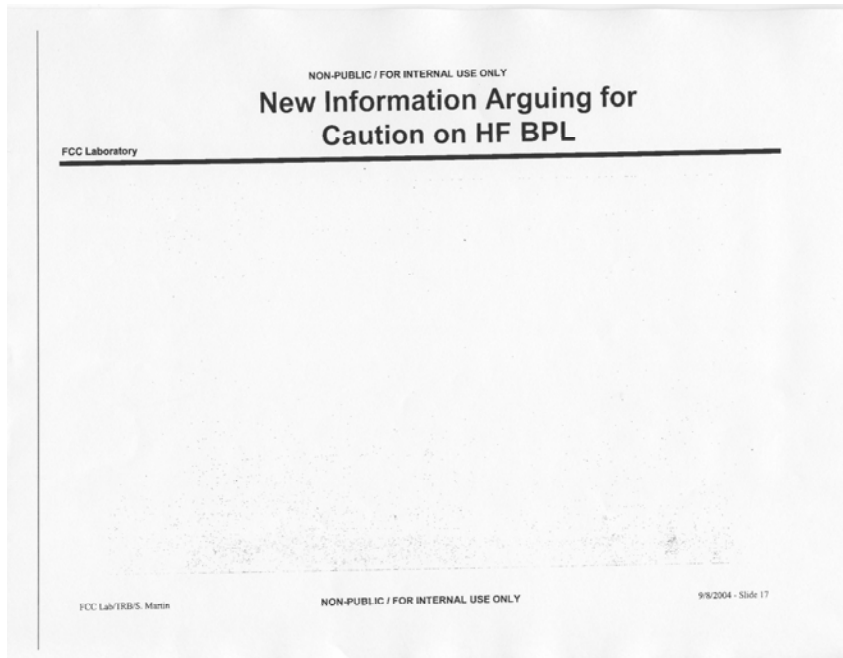 NON-PUBLIC / FOR INTERNAL USE ONLY
New Information Arguing for
Caution on HF BPL
FCC Laboratory
FCC Lab/TRB/S. Martin
NON-PUBLIC / FOR INTERNAL USE ONLY
9/8/2004 - Slide 17